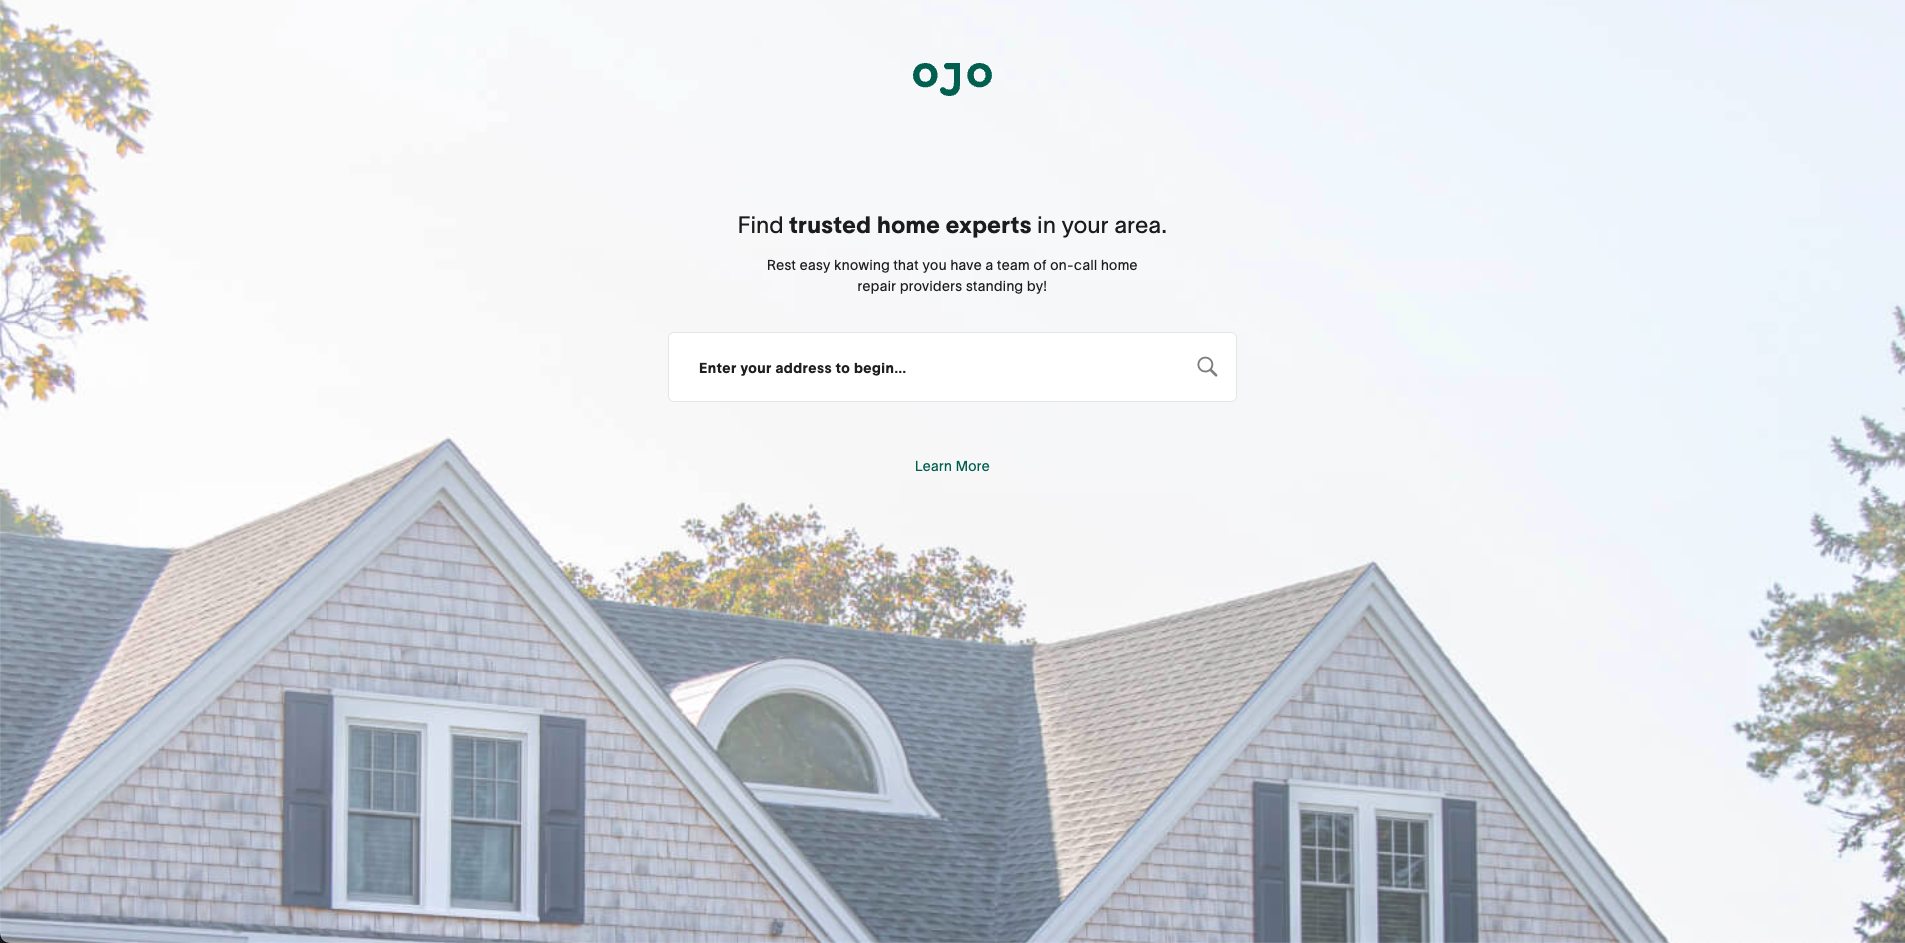 ojo
Find trusted home experts in your area.
Rest easy knowing that you have a team of on-call home
repair providers standing by!
Enter your address to begin...
Learn More